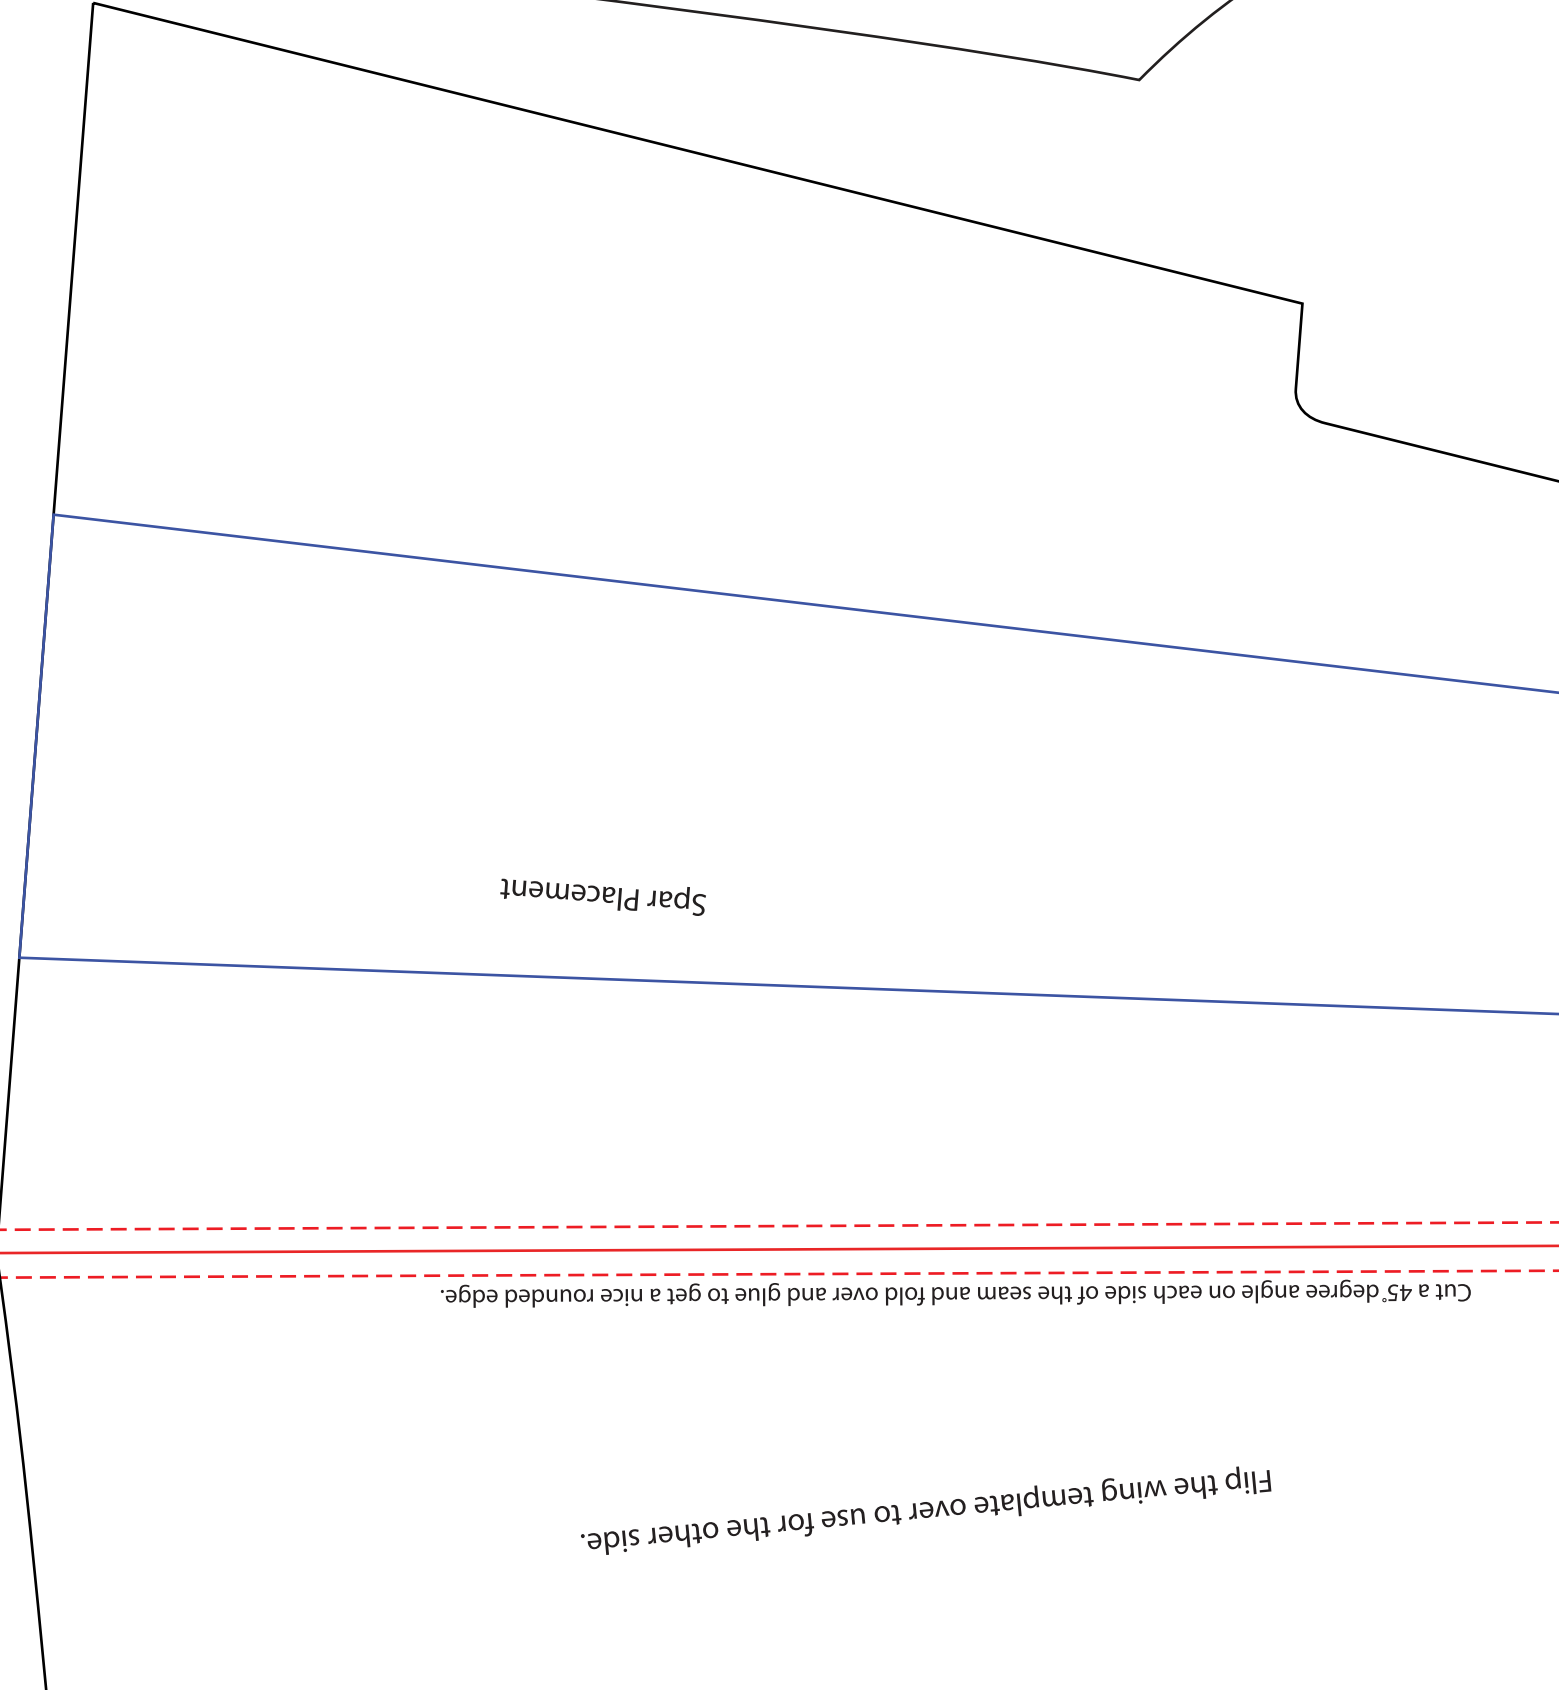 Flip the wing template over to use for the other side.
Cut a 45˚degree angle on each side of the seam and fold over and glue to get a nice rounded edge.
Spar Placement